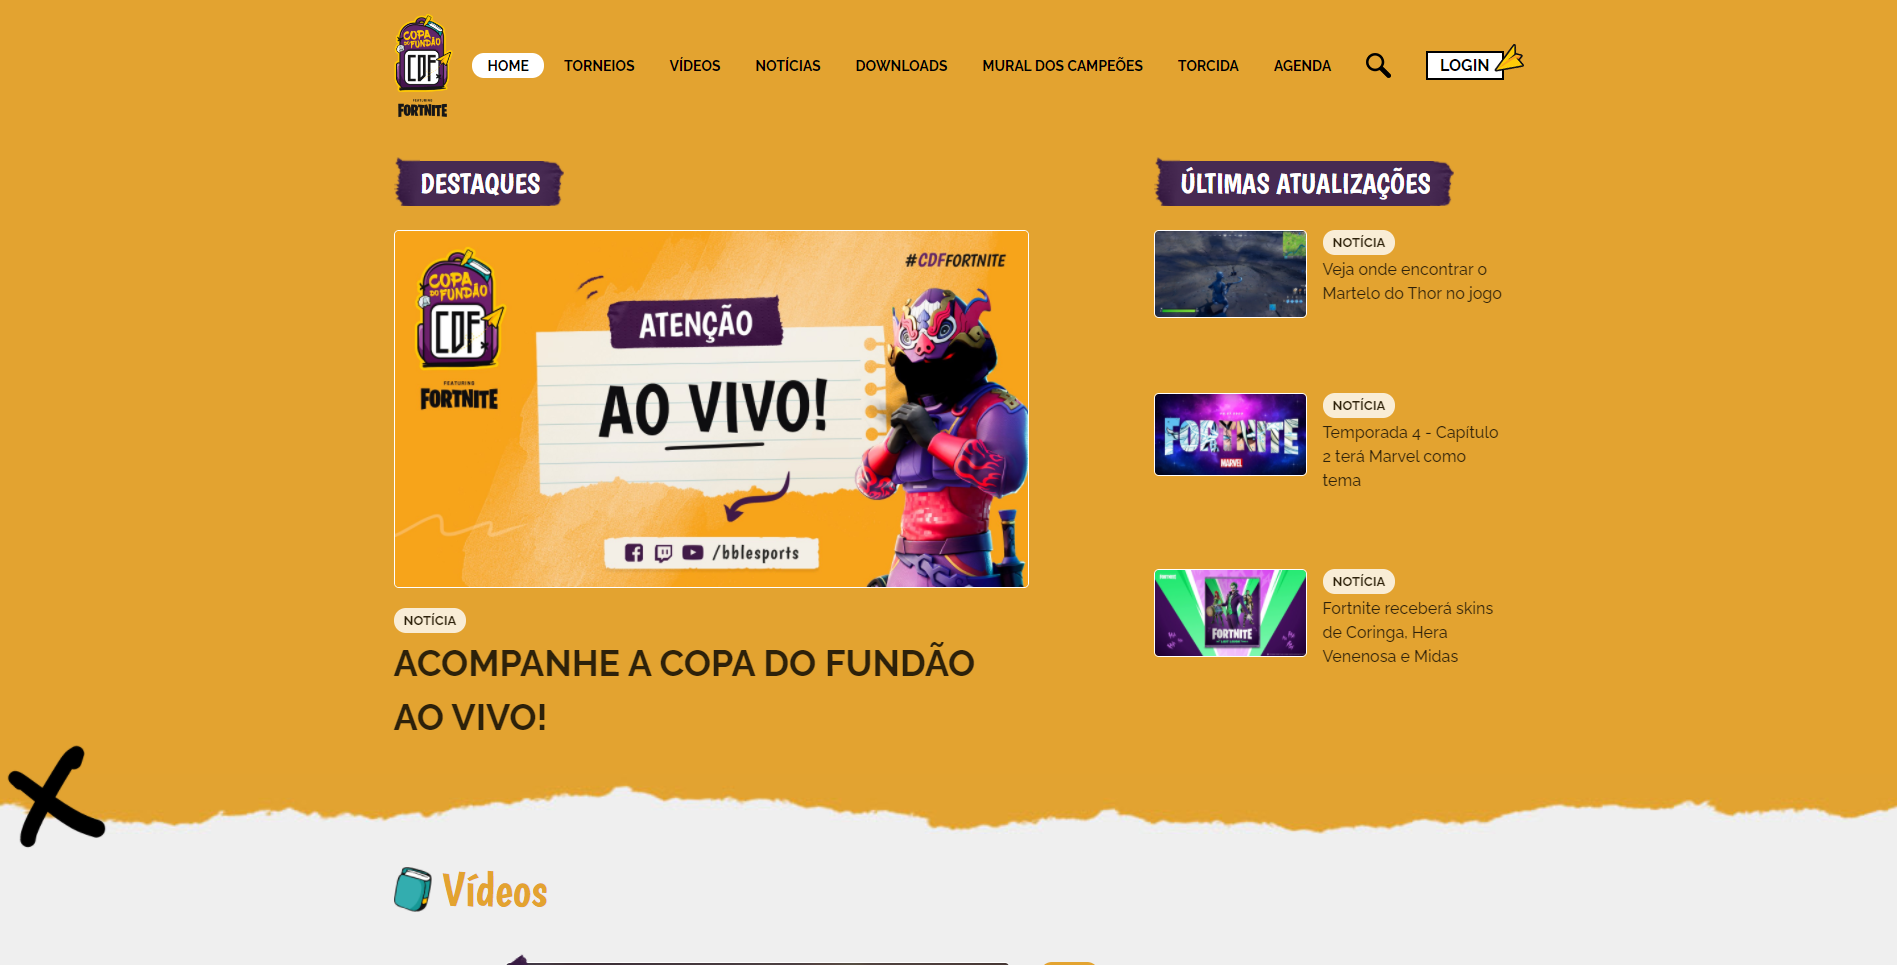 COPA
DO FUNDÃO
CDF
FEATURING
FORTNITE
HOME
TORNEIOS
VÍDEOS
NOTÍCIAS
DOWNLOADS
MURAL DOS CAMPEÕES
TORCIDA
AGENDA
LOGIN
DESTAQUES
COPA
DO FUNDÃO
CDF
FEATURING
FORTNITE
#CDFFORTNITE
ATENÇÃO
AO VIVO!
/bblesports
NOTÍCIA
ACOMPANHE A COPA DO FUNDÃO
AO VIVO!
ÚLTIMAS ATUALIZAÇÕES
NOTÍCIA
Veja onde encontrar o
Martelo do Thor no jogo
FORTNITE
MARVEL
NOTÍCIA
Temporada 4 - Capítulo
2 terá Marvel como
tema
FORTNITE
NOTÍCIA
Fortnite receberá skins
de Coringa, Hera
Venenosa e Midas
Vídeos